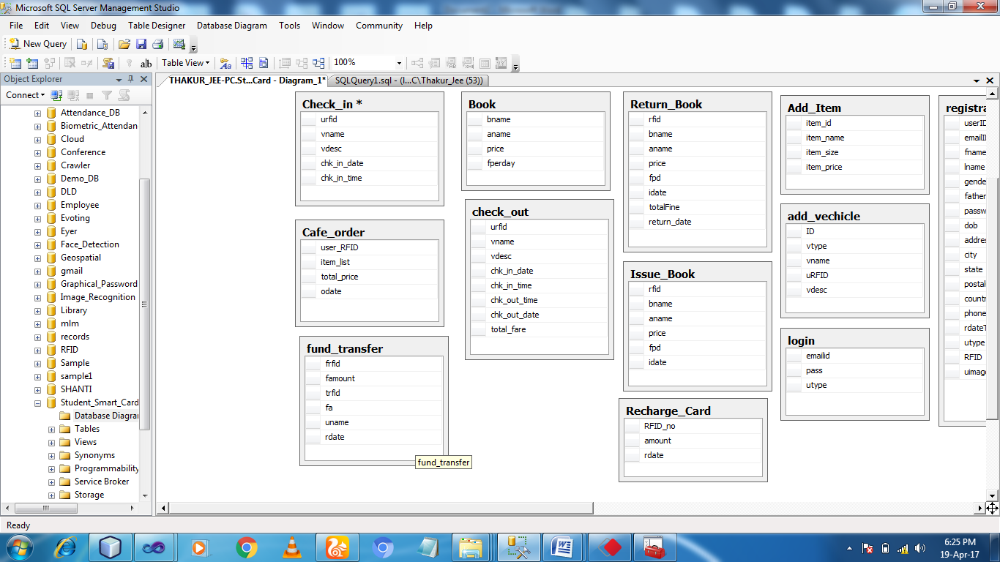 Microsoft SQL Server Management Studio
File Edit View Debug Table Designer Database Diagram Tools Window Community Help
New Query
ab Table View 100%
Object Explorer
THAKUR_JEE-PC.St...Card - Diagram_1*
SQLQuery1.sql - (l...C\Thakur_Jee (53))
Connect
Attendance_DB
Biometric_Attendan
Cloud
Conference
Crawler
Demo_DB
DLD
Employee
Evoting
Eyer
Face_Detection
Geospatial
gmail
Graphical_Password
Image_Recognition
Library
mlm
records
RFID
Sample
sample1
SHANTI
Student_Smart_Card
Database Diagra
Tables
Views
Synonyms
Programmability
Service Broker
Storage
Check_in *
urfid
vname
vdesc
chk_in_date
chk_in_time
Cafe_order
user_RFID
item_list
total_price
odate
fund_transfer
frfid
famount
trfid
fa
uname
rdate
fund_transfer
Book
bname
aname
price
fperday
check_out
urfid
vname
vdesc
chk_in_date
chk_in_time
chk_out_time
chk_out_date
total_fare
Return_Book
rfid
bname
aname
price
fpd
idate
totalFine
return_date
Issue_Book
rfid
bname
aname
price
fpd
idate
Recharge_Card
RFID_no
amount
rdate
Add_Item
item_id
item_name
item_size
item_price
add_vechicle
ID
vtype
vname
uRFID
vdesc
login
emailid
pass
utype
registra
userID
emailI
fname
lname
gende
father
passw
dob
addres
city
state
postal
countr
phone
rdateT
utype
RFID
uimag
Ready
6:25 PM
19-Apr-17